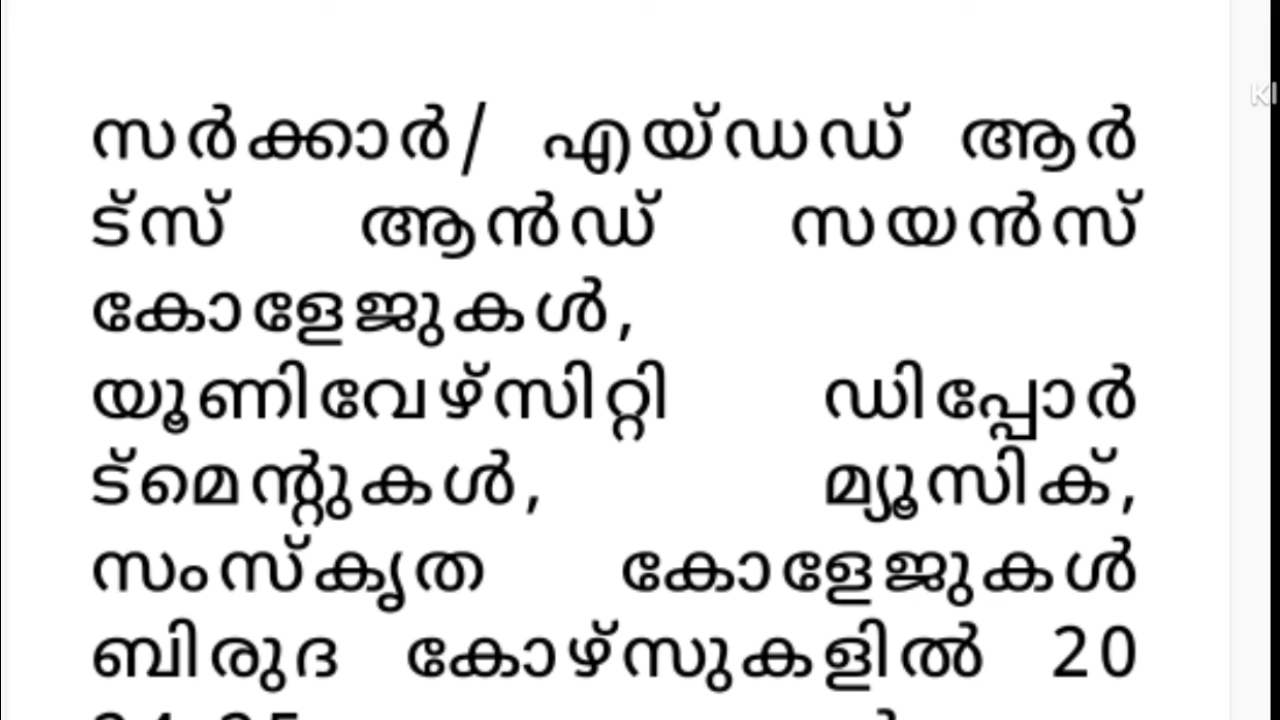 സർക്കാർ/ എയ്ഡഡ് ആർ
ട്സ് ആൻഡ് സയൻസ്
കോളേജുകൾ,
യൂണിവേഴ്സിറ്റി ഡിപ്പോർ
ട്മെന്റുകൾ, മ്യൂസിക്,
സംസ്കൃത കോളേജുകൾ
ബിരുദ കോഴ്സുകളിൽ 20